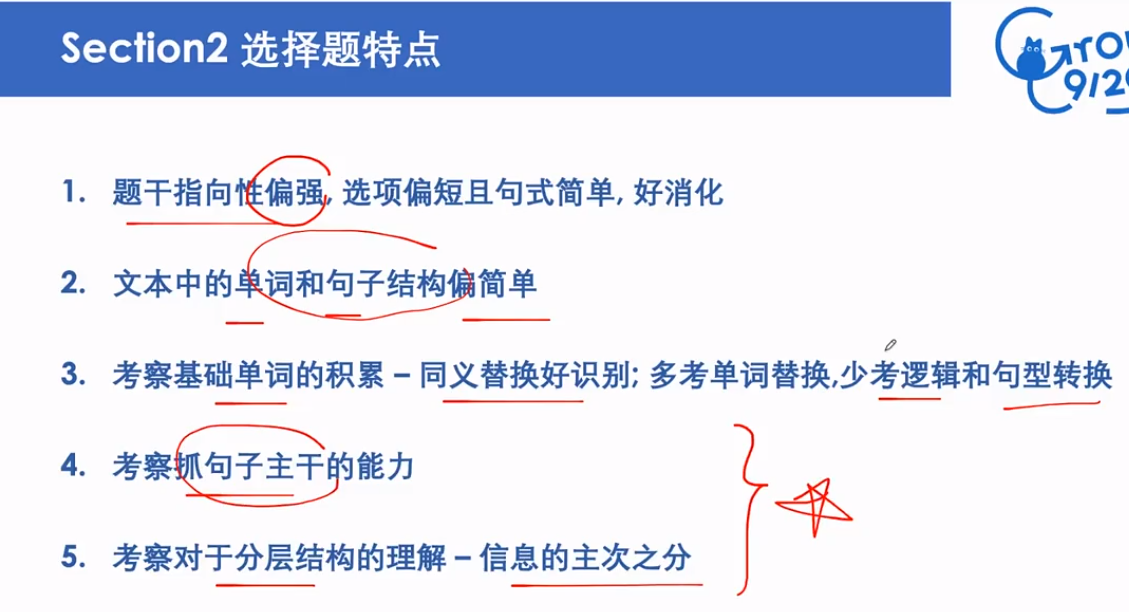 Section2 选择题特点
1. 题干指向性偏强, 选项偏短且句式简单, 好消化
2. 文本中的单词和句子结构偏简单
3. 考察基础单词的积累 – 同义替换好识别; 多考单词替换,少考逻辑和句型转换
4. 考察抓句子主干的能力
5. 考察对于分层结构的理解 – 信息的主次之分